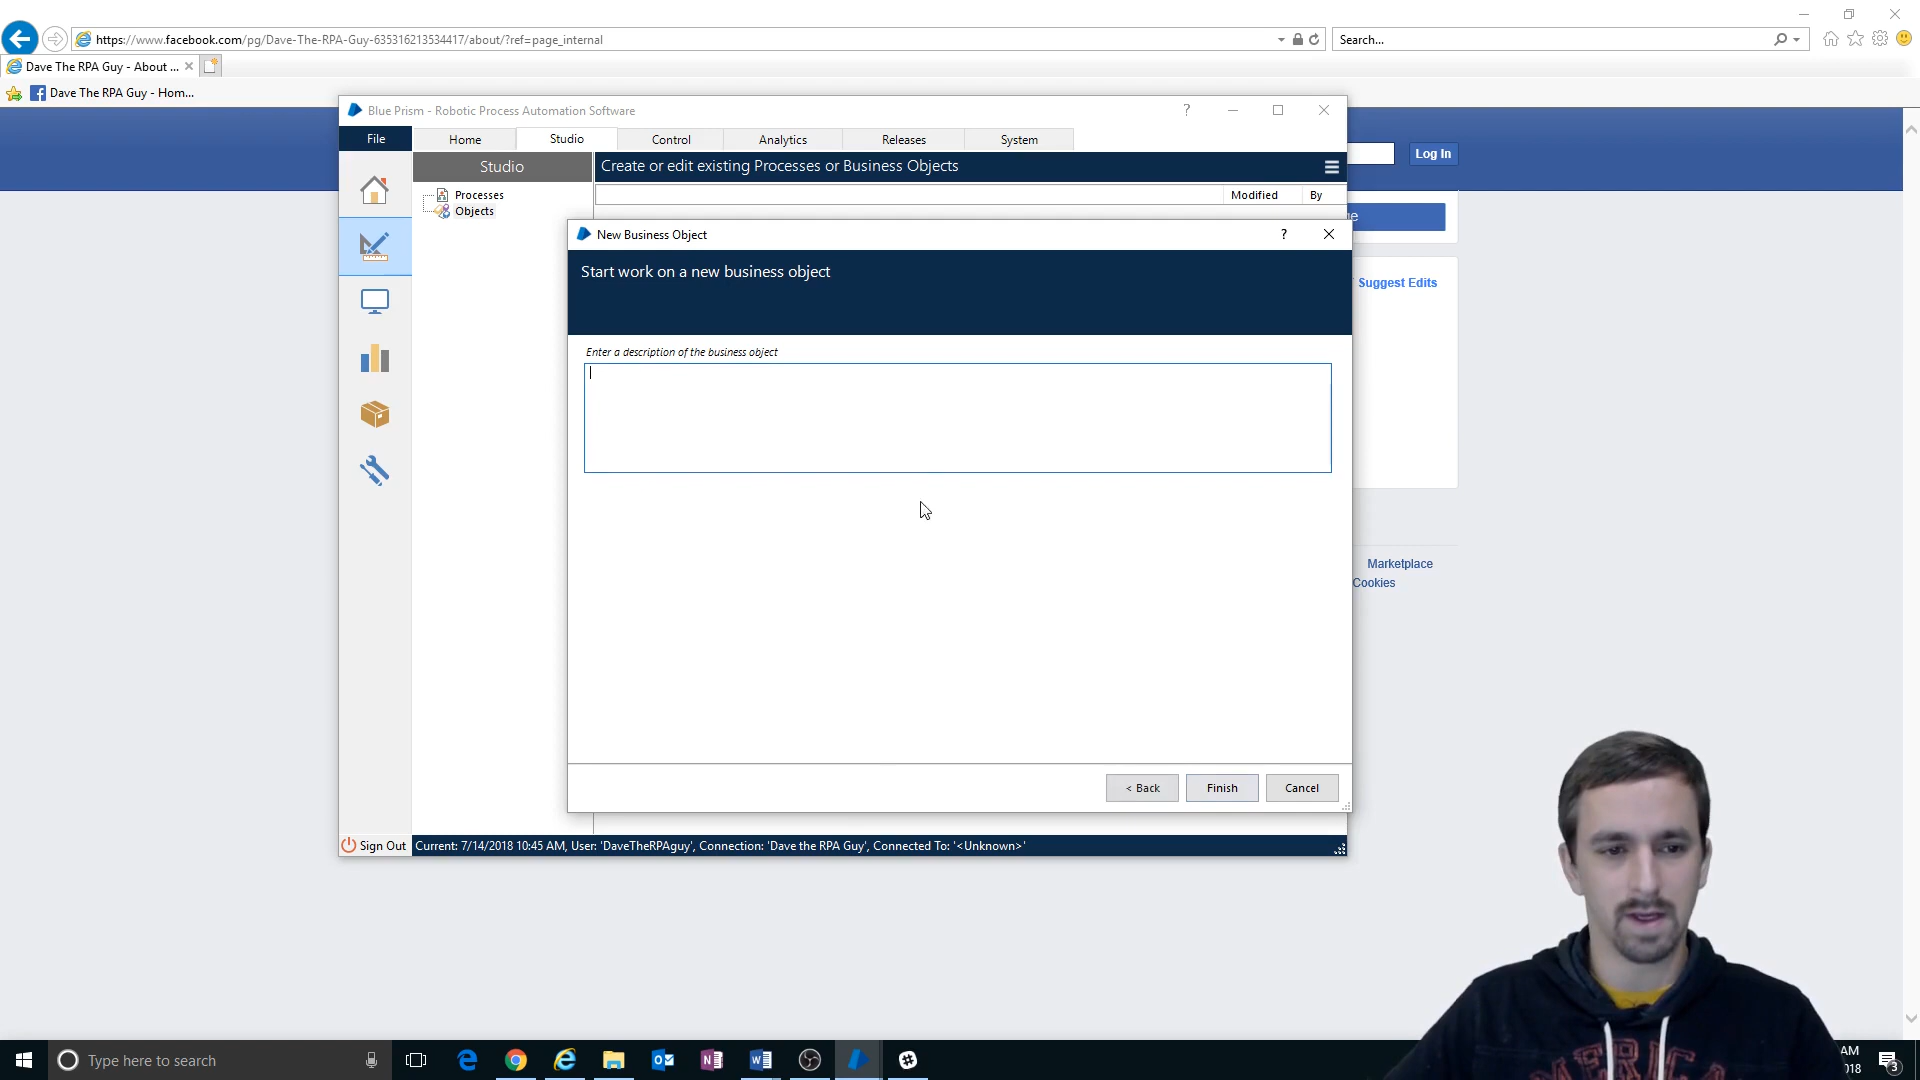 https://www.facebook.com/pg/Dave-The-RPA-Guy-635316213534417/about/?ref=page_internal
Search...
Dave The RPA Guy - About ...
Dave The RPA Guy - Hom...
Blue Prism - Robotic Process Automation Software
?
File
Home
Studio
Control
Analytics
Releases
System
Log In
Studio
Create or edit existing Processes or Business Objects
Processes
Modified
By
Objects
New Business Object
?
Start work on a new business object
Suggest Edits
Enter a description of the business object
Marketplace
Cookies
< Back
Finish
Cancel
Sign Out
Current: 7/14/2018 10:45 AM, User: 'DaveTheRPAguy', Connection: 'Dave the RPA Guy', Connected To: '<Unknown>'
Type here to search
AM
018
3